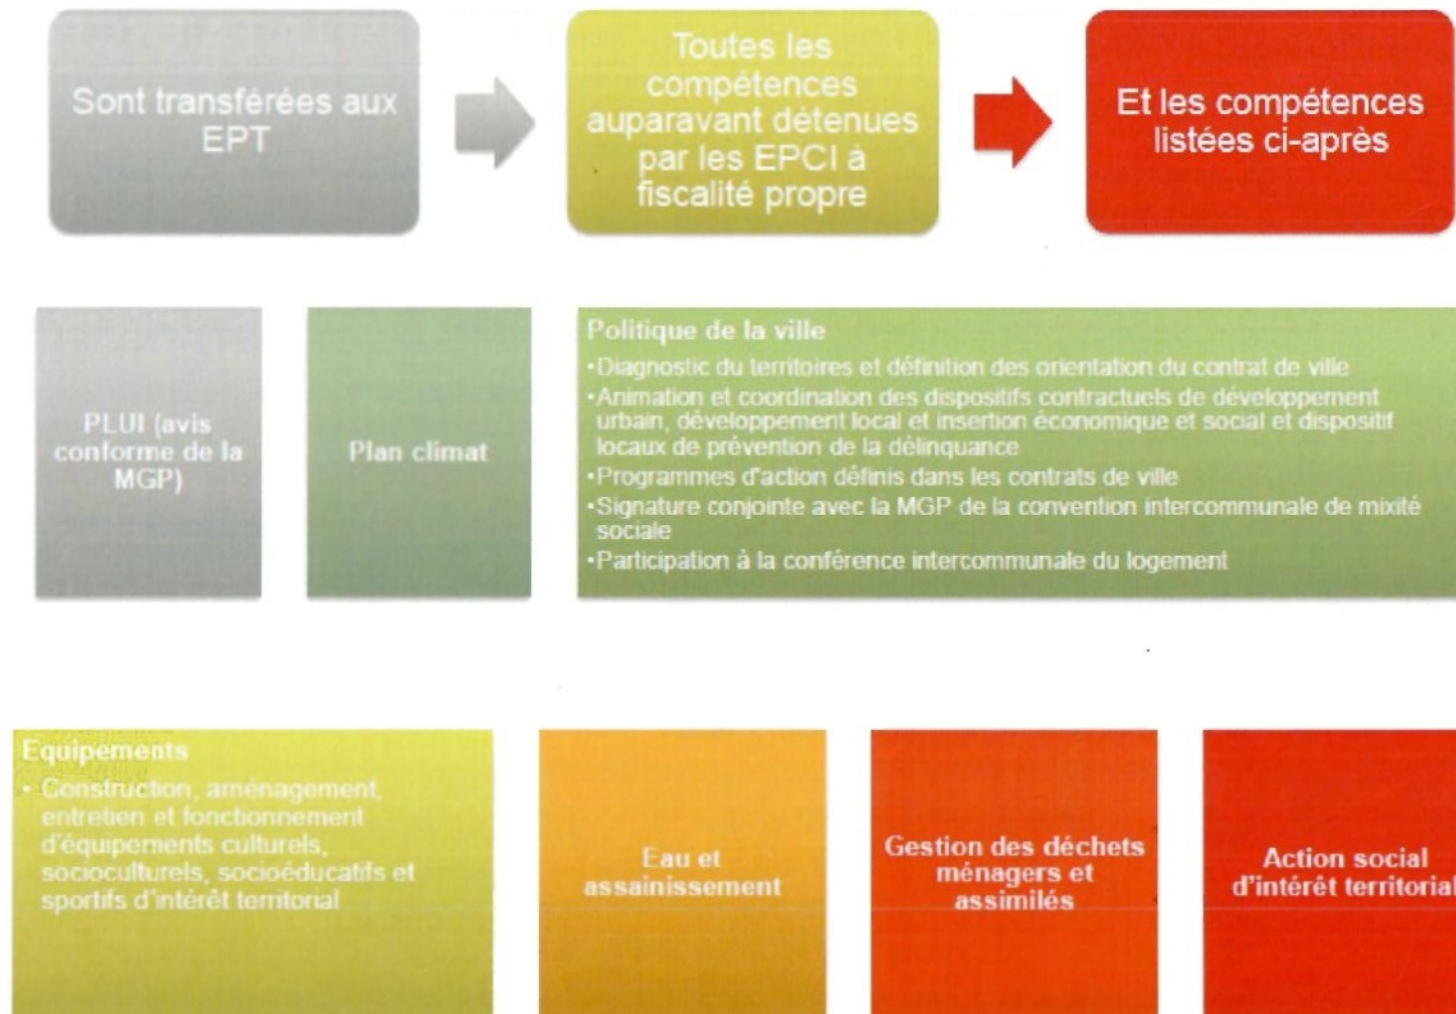 Sont transférées aux
EPT
Toutes les
compétences
auparavant détenues
par les EPCI à
fiscalité propre
Et les compétences
listées ci-après
PLUI (avis
conforme de la
MGP)
Plan climat
Politique de la ville
•Diagnostic du territoires et définition des orientation du contrat de ville
•Animation et coordination des dispositifs contractuels de développement
urbain, développement local et insertion économique et social et dispositif
locaux de prévention de la délinquance
•Programmes d'action définis dans les contrats de ville
•Signature conjointe avec la MGP de la convention intercommunale de mixité
sociale
•Participation à la conférence intercommunale du logement
Equipements
• Construction, aménagement,
entretien et fonctionnement
d'équipements culturels,
socioculturels, socioéducatifs et
sportifs d'intérêt territorial
Eau et
assainissement
Gestion des déchets
ménagers et
assimilés
Action social
d'intérêt territorial